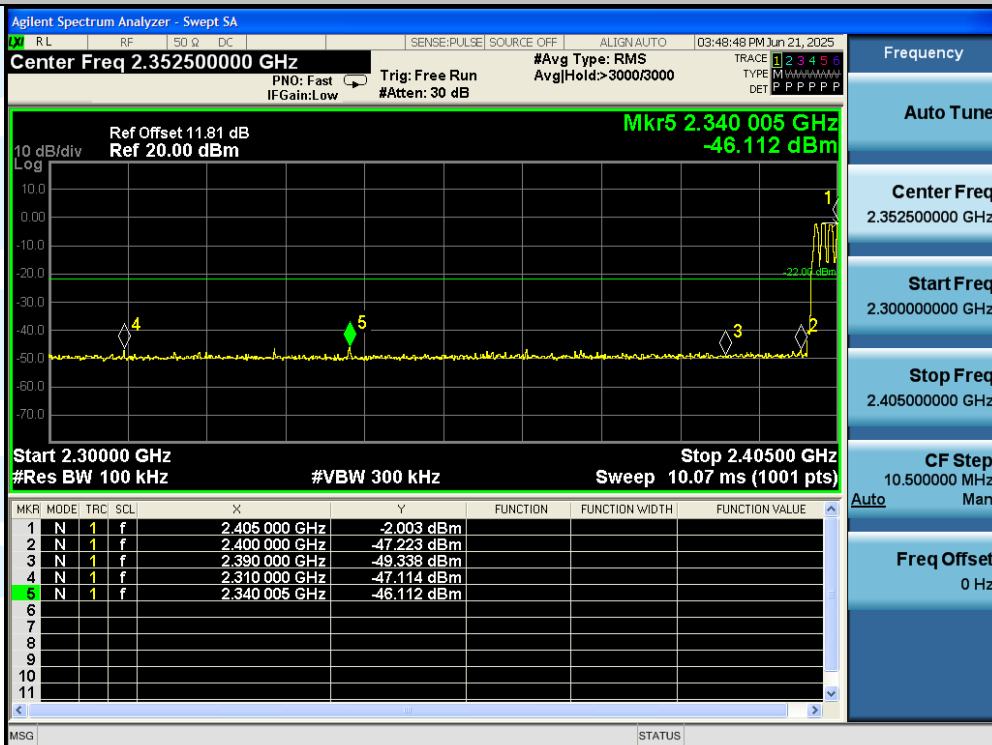 Agilent Spectrum Analyzer - Swept SA
LXI RL RF 50 Ω DC SENSE:PULSE SOURCE OFF ALIGN AUTO 03:48:48 PM Jun 21, 2025
Center Freq 2.352500000 GHz #Avg Type: RMS TRACE 1 2 3 4 5 6
PNO: Fast Trig: Free Run Avg|Hold:>3000/3000 TYPE M
IFGain:Low #Atten: 30 dB DET P P P P P P
Mkr5 2.340 005 GHz
Ref Offset 11.81 dB
10 dB/div Ref 20.00 dBm -46.112 dBm
Log
10.0
1
0.00
-10.0
-20.0 -22.00 dBm
-30.0
4 5 3 2
-40.0
-50.0
-60.0
-70.0
Start 2.30000 GHz Stop 2.40500 GHz
#Res BW 100 kHz #VBW 300 kHz Sweep 10.07 ms (1001 pts)
MKR MODE TRC SCL X Y FUNCTION FUNCTION WIDTH FUNCTION VALUE
1 N 1 f 2.405 000 GHz -2.003 dBm
2 N 1 f 2.400 000 GHz -47.223 dBm
3 N 1 f 2.390 000 GHz -49.338 dBm
4 N 1 f 2.310 000 GHz -47.114 dBm
5 N 1 f 2.340 005 GHz -46.112 dBm
6
7
8
9
10
11
MSG STATUS
Frequency
Auto Tune
Center Freq
2.352500000 GHz
Start Freq
2.300000000 GHz
Stop Freq
2.405000000 GHz
CF Step
10.500000 MHz
Auto Man
Freq Offset
0 Hz